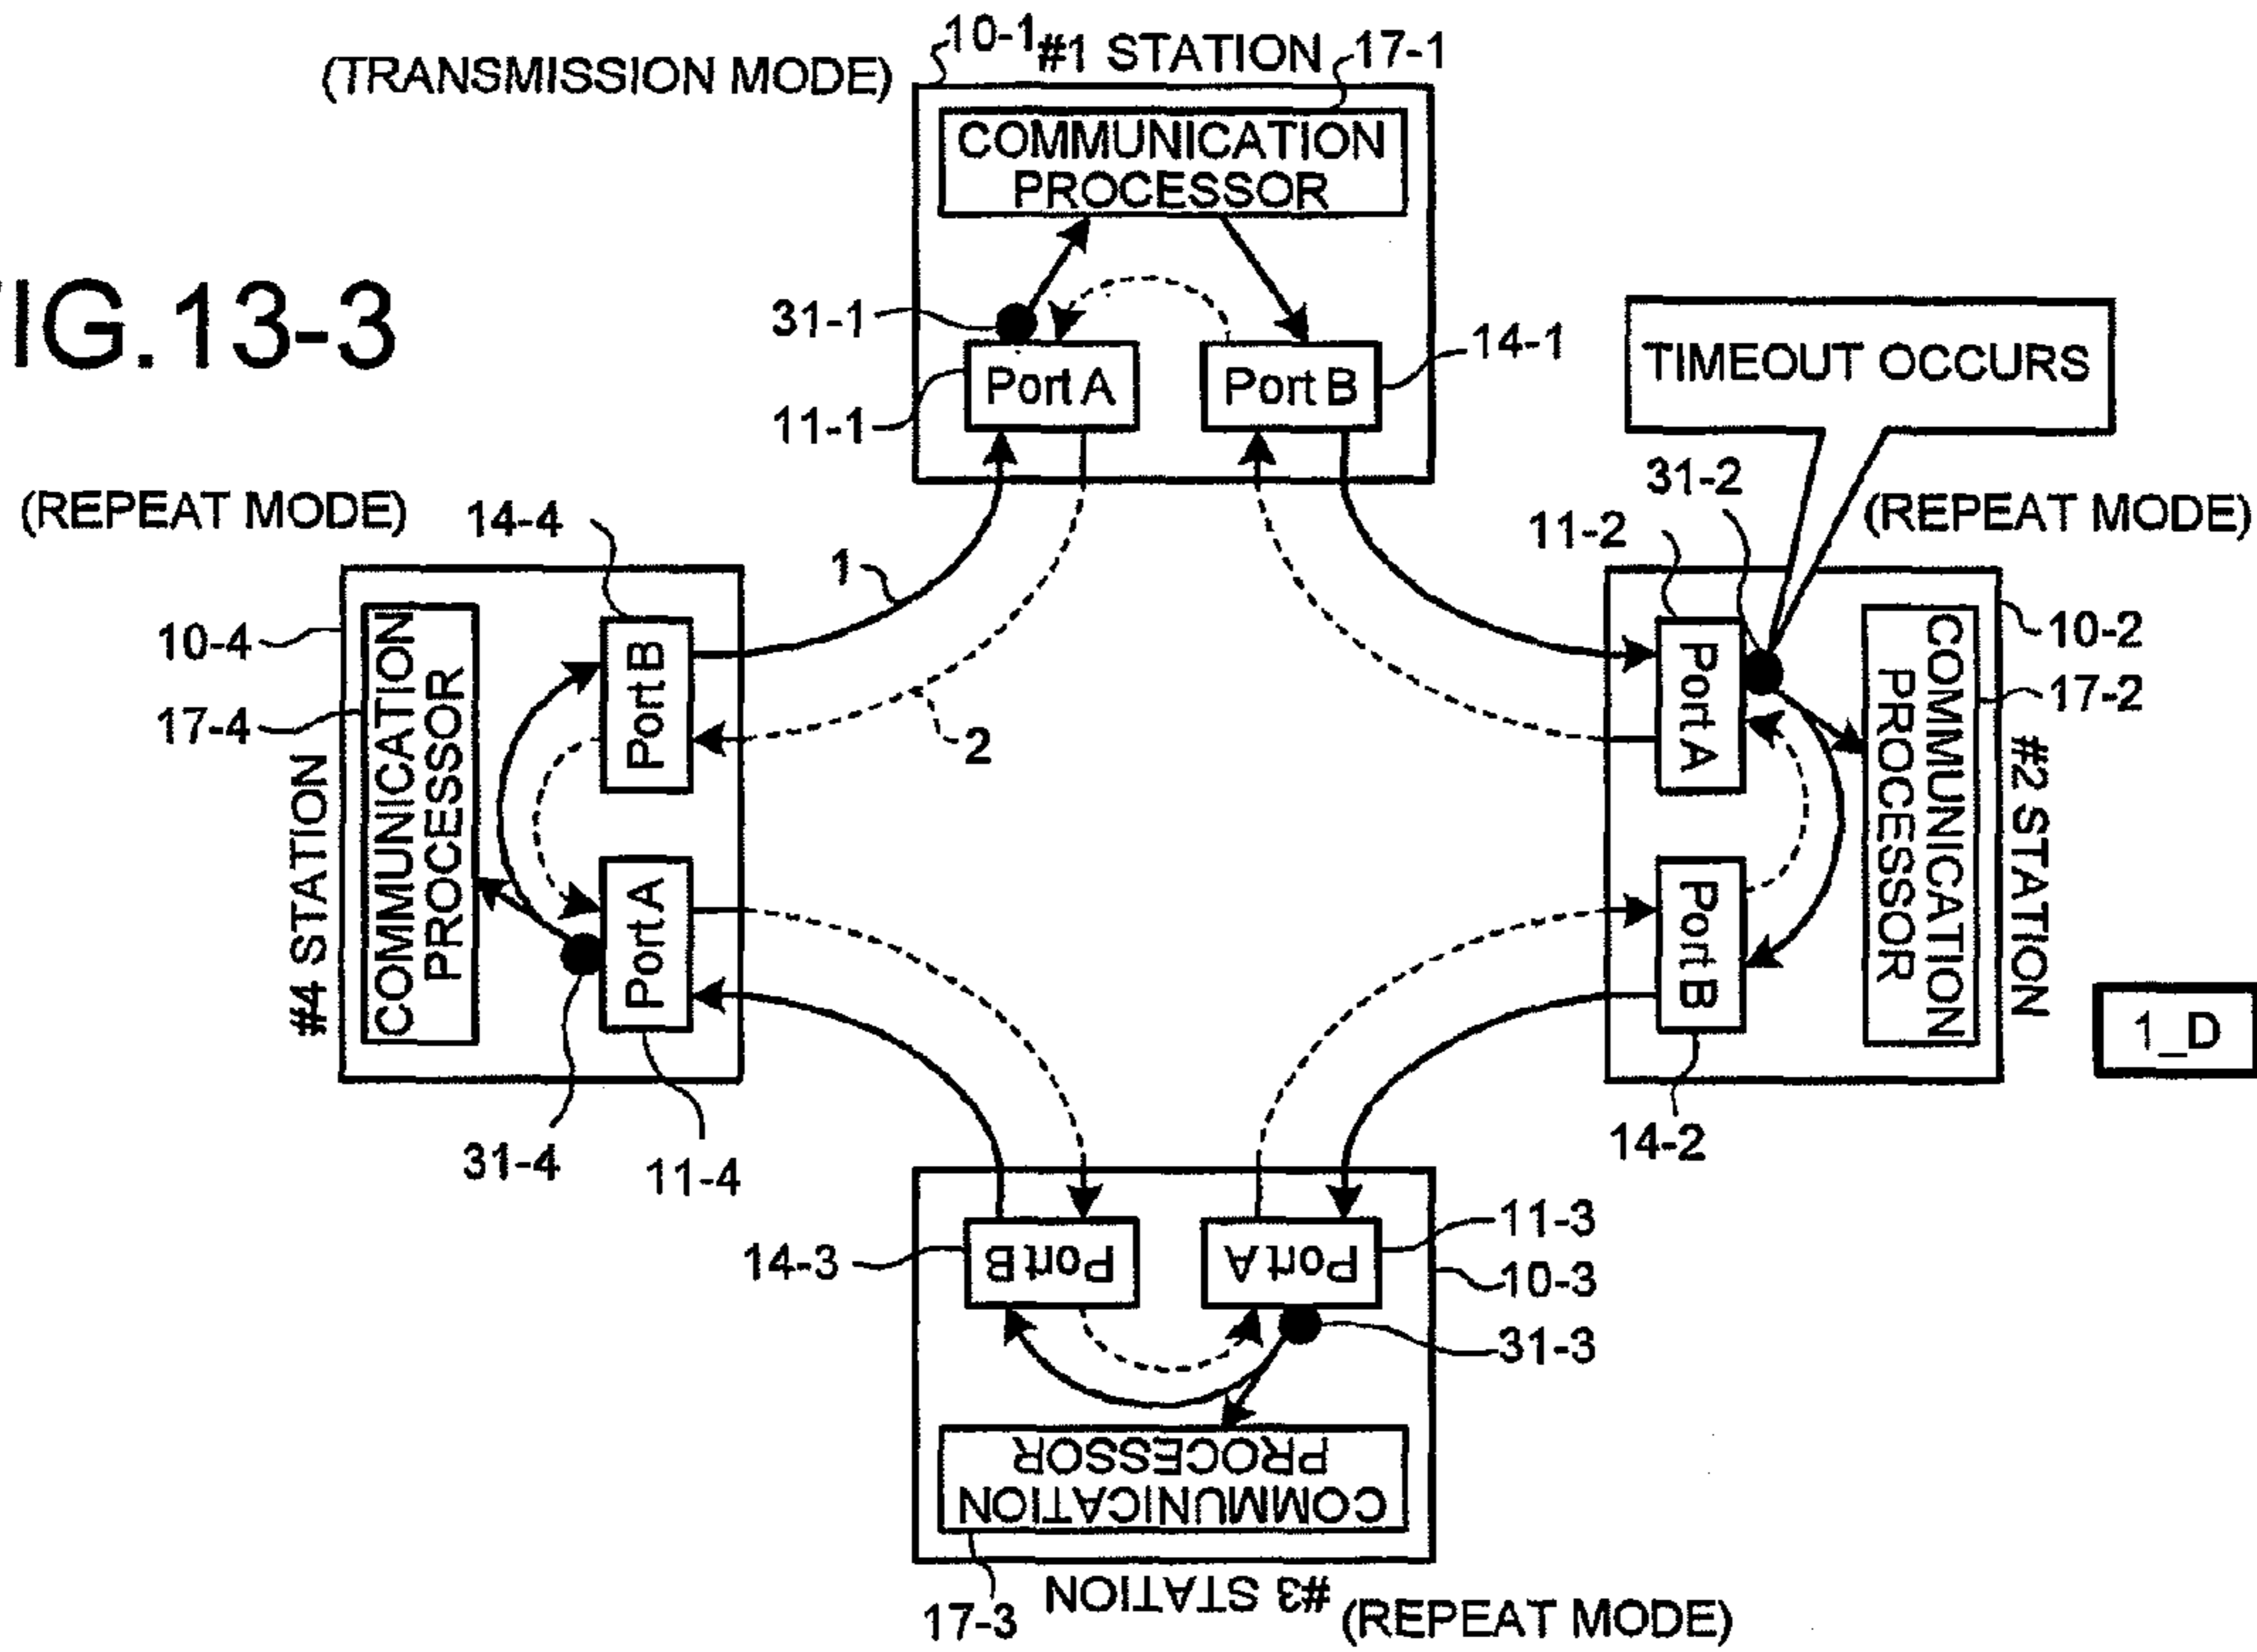 10-1
#1 STATION
17-1
(TRANSMISSION MODE)
COMMUNICATION
PROCESSOR
IG.13-3
31-1
14-1
TIMEOUT OCCURS
Port A
Port B
11-1
31-2
(REPEAT MODE)
14-4
11-2
(REPEAT MODE)
1
10-4
Port B
Port A
COMMUNICATION
PROCESSOR
10-2
17-4
COMMUNICATION
PROCESSOR
17-2
2
#4 STATION
#2 STATION
Port A
Port B
1_D
31-4
11-4
14-2
14-3
Port B
Port A
11-3
10-3
31-3
COMMUNICATION
PROCESSOR
17-3
#3 STATION
(REPEAT MODE)